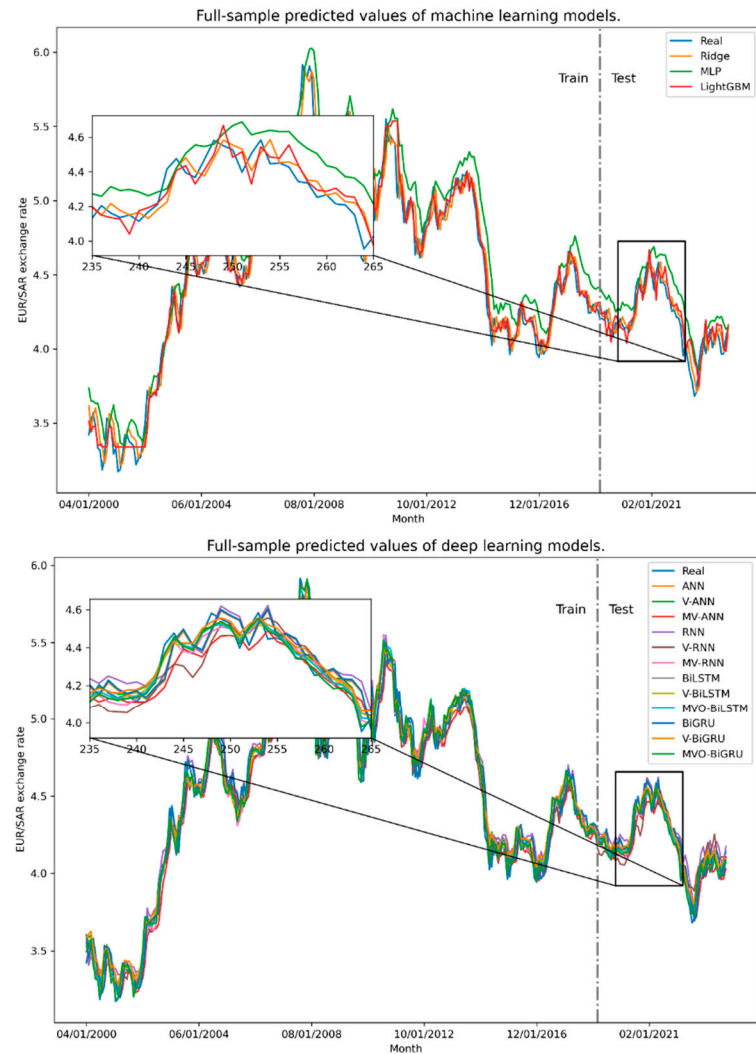 Full-sample predicted values of machine learning models.
6.0
5.5
5.0
4.5
4.0
3.5
EUR/SAR exchange rate
Train
Test
Real
Ridge
MLP
LightGBM
4.6
4.4
4.2
4.0
235
240
245
250
255
260
265
04/01/2000
06/01/2004
08/01/2008
10/01/2012
12/01/2016
02/01/2021
Month
Full-sample predicted values of deep learning models.
6.0
5.5
5.0
4.5
4.0
3.5
EUR/SAR exchange rate
Train
Test
Real
ANN
V-ANN
MV-ANN
RNN
V-RNN
MV-RNN
BiLSTM
V-BiLSTM
MVO-BiLSTM
BiGRU
V-BiGRU
MVO-BiGRU
4.6
4.4
4.2
4.0
235
240
245
250
255
260
265
04/01/2000
06/01/2004
08/01/2008
10/01/2012
12/01/2016
02/01/2021
Month